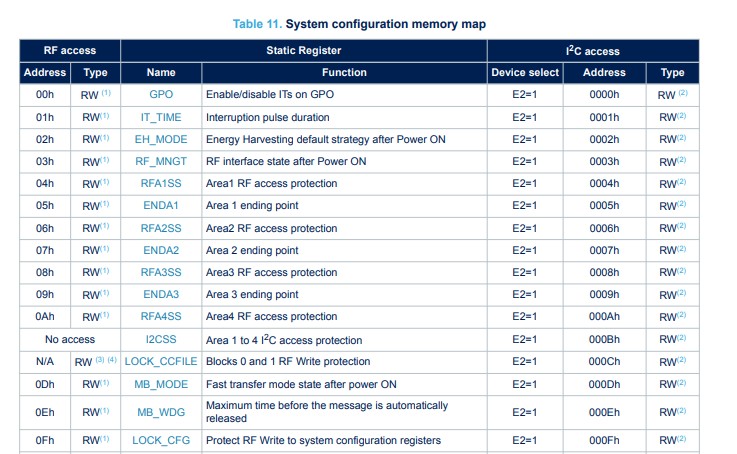 Table 11. System configuration memory map
RF access Static Register I2C access
Address Type Name Function Device select Address Type
00h RW (1) GPO Enable/disable ITs on GPO E2=1 0000h RW (2)
01h RW(1) IT_TIME Interruption pulse duration E2=1 0001h RW(2)
02h RW(1) EH_MODE Energy Harvesting default strategy after Power ON E2=1 0002h RW(2)
03h RW(1) RF_MNGT RF interface state after Power ON E2=1 0003h RW(2)
04h RW(1) RFA1SS Area1 RF access protection E2=1 0004h RW(2)
05h RW(1) ENDA1 Area 1 ending point E2=1 0005h RW(2)
06h RW(1) RFA2SS Area2 RF access protection E2=1 0006h RW(2)
07h RW(1) ENDA2 Area 2 ending point E2=1 0007h RW(2)
08h RW(1) RFA3SS Area3 RF access protection E2=1 0008h RW(2)
09h RW(1) ENDA3 Area 3 ending point E2=1 0009h RW(2)
0Ah RW(1) RFA4SS Area4 RF access protection E2=1 000Ah RW(2)
No access I2CSS Area 1 to 4 I2C access protection E2=1 000Bh RW(2)
N/A RW (3) (4) LOCK_CCFILE Blocks 0 and 1 RF Write protection E2=1 000Ch RW(2)
0Dh RW(1) MB_MODE Fast transfer mode state after power ON E2=1 000Dh RW(2)
0Eh RW(1) MB_WDG Maximum time before the message is automatically
released E2=1 000Eh RW(2)
0Fh RW(1) LOCK_CFG Protect RF Write to system configuration registers E2=1 000Fh RW(2)